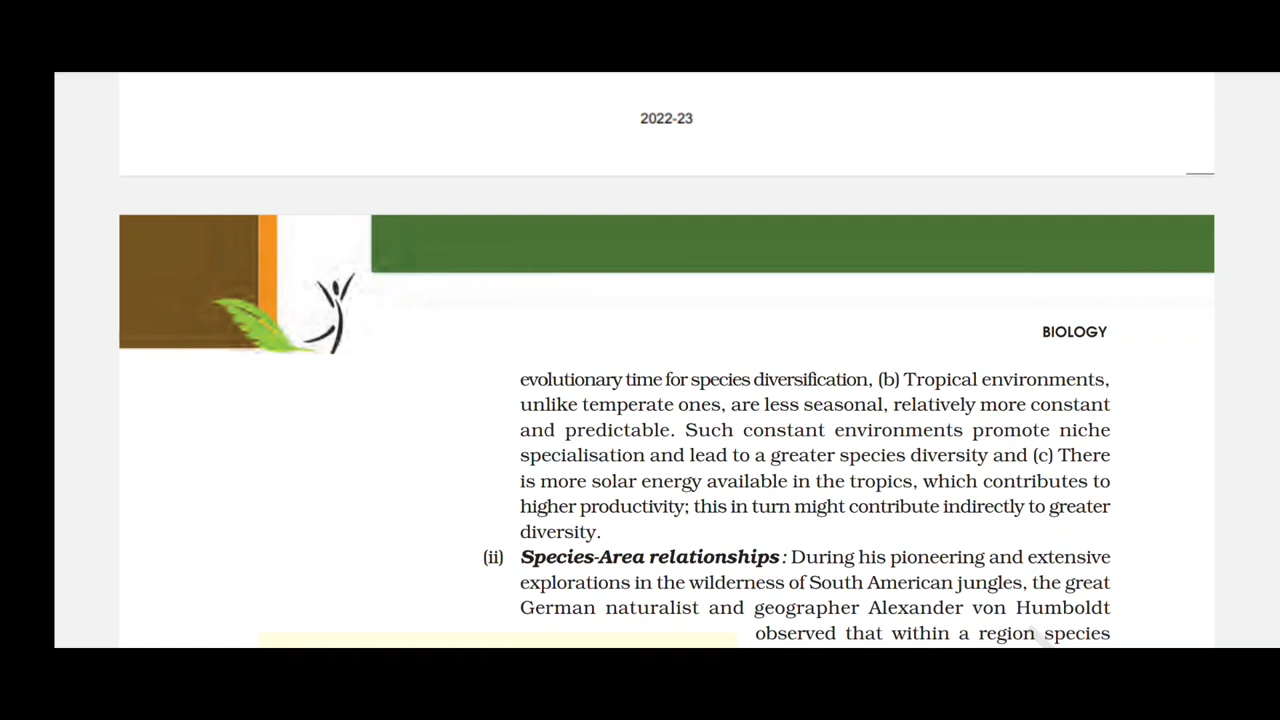 2022-23
BIOLOGY
evolutionary time for species diversification, (b) Tropical environments,
unlike temperate ones, are less seasonal, relatively more constant
and predictable. Such constant environments promote niche
specialisation and lead to a greater species diversity and (c) There
is more solar energy available in the tropics, which contributes to
higher productivity; this in turn might contribute indirectly to greater
diversity.
(ii) Species-Area relationships: During his pioneering and extensive
explorations in the wilderness of South American jungles, the great
German naturalist and geographer Alexander von Humboldt
observed that within a region species